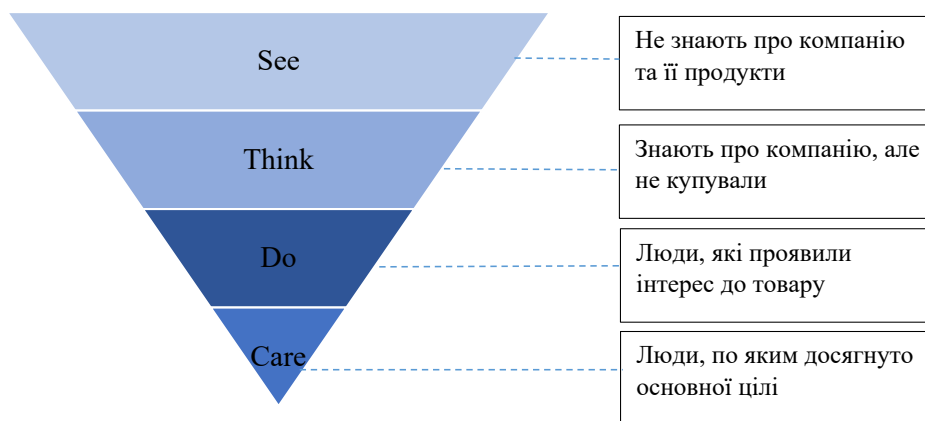 See
Не знають про компанію
та її продукти
Think
Знають про компанію, але
не купували
Do
Люди, які проявили
інтерес до товару
Care
Люди, по яким досягнуто
основної цілі